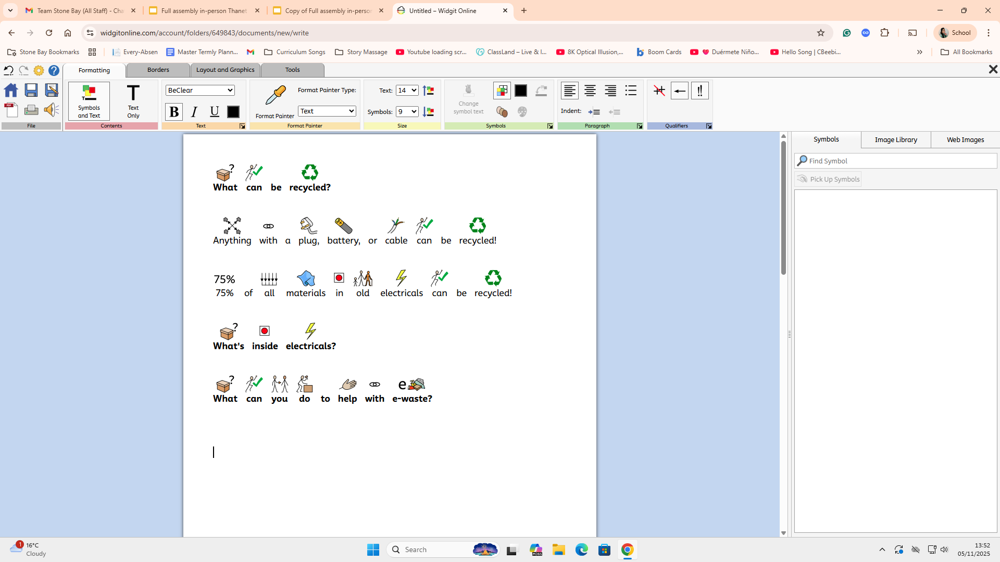 Team Stone Bay (All Staff) - Cha
Full assembly in-person Thanet
Copy of Full assembly in-person
Untitled – Widgit Online
widgitonline.com/account/folders/649843/documents/new/write
School
Stone Bay Bookmarks
Every-Absen
Master Termly Plann...
Curriculum Songs
Story Massage
Youtube loading scr...
ClassLand – Live & I...
8K Optical Illusion,...
Boom Cards
Duérmete Niño...
Hello Song | CBeebi...
All Bookmarks
Formatting
Borders
Layout and Graphics
Tools
Symbols and Text
Text Only
BeClear
B I U
Format Painter
Format Painter Type:
Text
Text: 14
Symbols: 9
Change symbol text
Indent:
PDF
File
Contents
Text
Format Painter
Size
Symbols
Paragraph
Qualifiers
Symbols
Image Library
Web Images
Find Symbol
Pick Up Symbols
What can be recycled?
Anything with a plug, battery, or cable can be recycled!
75%
75% of all materials in old electricals can be recycled!
What's inside electricals?
e
What can you do to help with e-waste?
1
16°C
Cloudy
Search
M365
13:52
05/11/2025